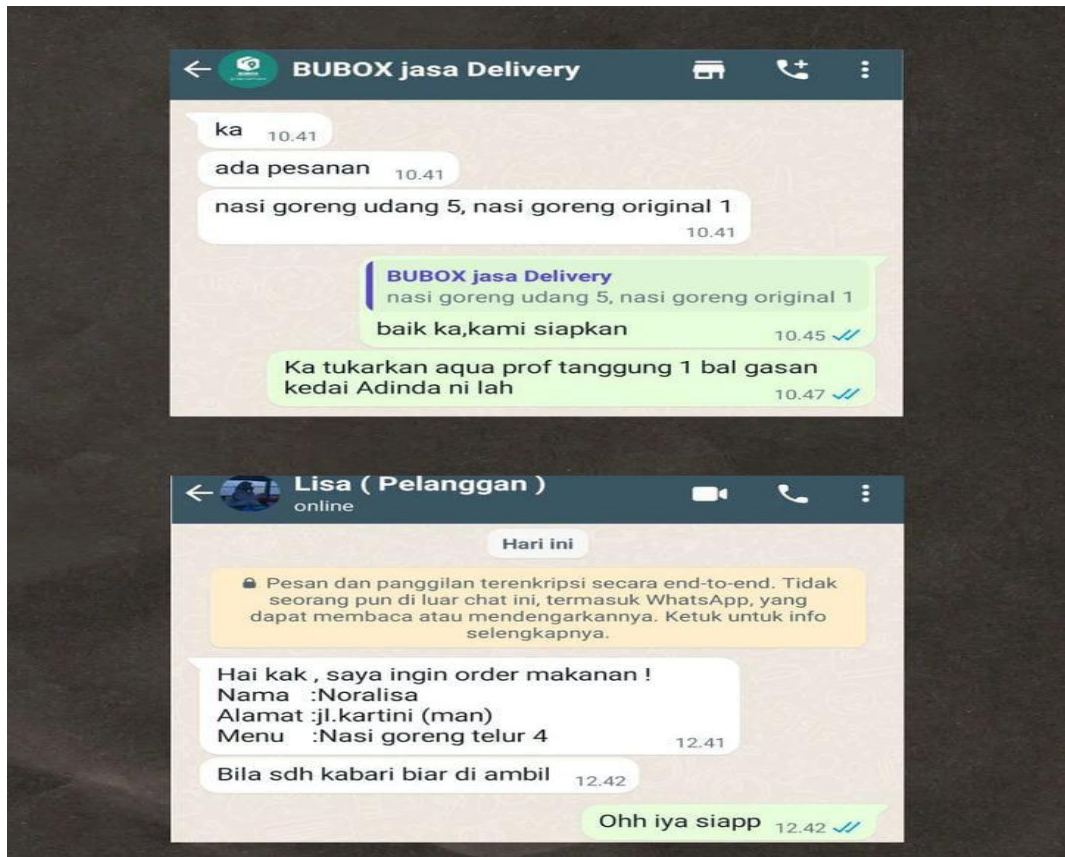 BUBOX jasa Delivery
ka 10.41
ada pesanan 10.41
nasi goreng udang 5, nasi goreng original 1
10.41
BUBOX jasa Delivery
nasi goreng udang 5, nasi goreng original 1
baik ka,kami siapkan 10.45
Ka tukarkan aqua prof tanggung 1 bal gasan
kedai Adinda ni lah 10.47
Lisa ( Pelanggan )
online
Hari ini
Pesan dan panggilan terenkripsi secara end-to-end. Tidak
seorang pun di luar chat ini, termasuk WhatsApp, yang
dapat membaca atau mendengarkannya. Ketuk untuk info
selengkapnya.
Hai kak , saya ingin order makanan !
Nama :Noralisa
Alamat :jl.kartini (man)
Menu :Nasi goreng telur 4 12.41
Bila sdh kabari biar di ambil 12.42
Ohh iya siapp 12.42